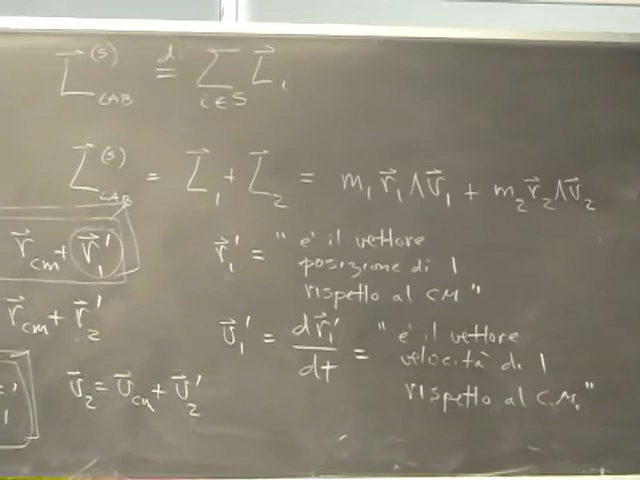 L⃗_LAB^(S) =^d. Σ_{i∈S} L⃗_i
L⃗_LAB^(S) = L⃗_1 + L⃗_2 = m_1 r⃗_1 ∧ v⃗_1 + m_2 r⃗_2 ∧ v⃗_2
r⃗_cm + r⃗_1'
r⃗_cm + r⃗_2'
v⃗_2 = v⃗_cm + v⃗_2'
r⃗_1' = "è il vettore
posizione di 1
rispetto al CM"
v⃗_1' = dr⃗_1'/dt = "è il vettore
velocità di 1
rispetto al C.M."